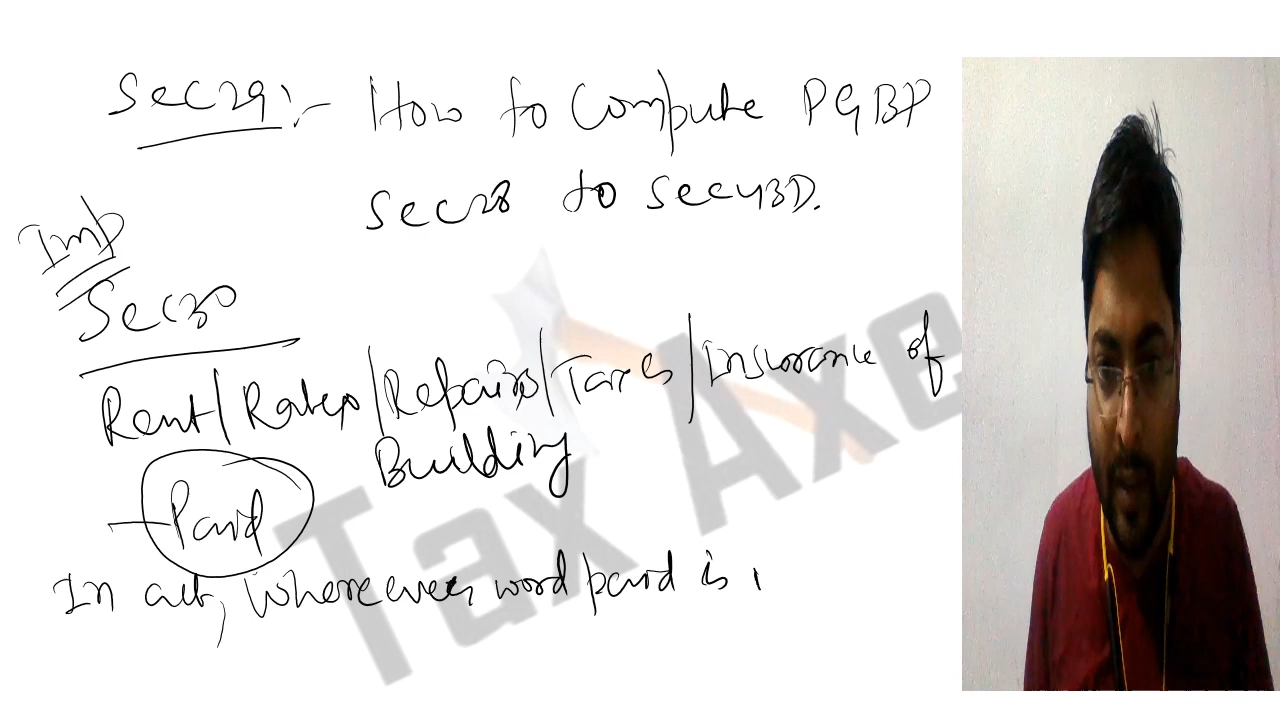 Sec29:- How to Compute PGBP
Sec28 to Sec43D.
Imp
Sec30
Rent/Rates/Repairs/Taxes/Insurance of
Building
- Paid
In act, whereever word paid is
Tax Axe